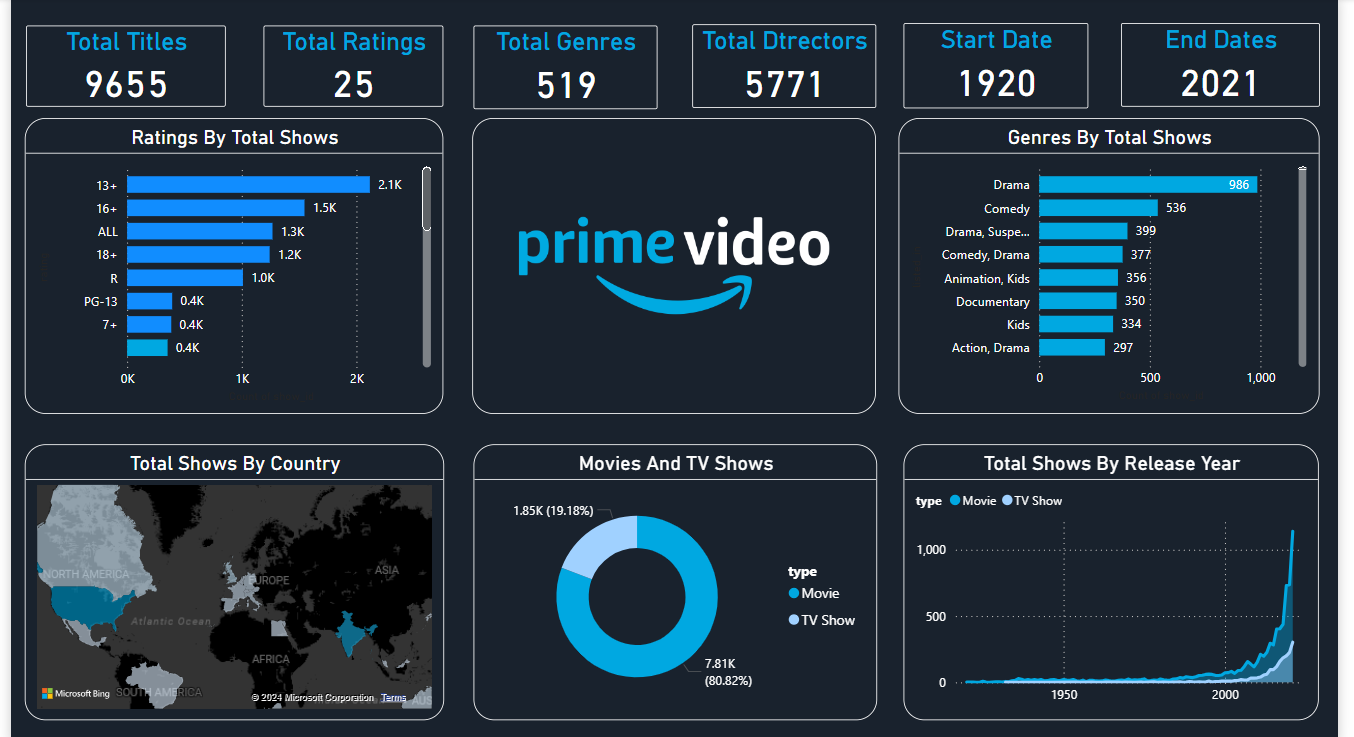 Total Titles
9655
Total Ratings
25
Total Genres
519
Total Dtrectors
5771
Start Date
1920
End Dates
2021
Ratings By Total Shows
13+ 2.1K
16+ 1.5K
ALL 1.3K
18+ 1.2K
R 1.0K
PG-13 0.4K
7+ 0.4K
0.4K
0K 1K 2K
prime video
Genres By Total Shows
Drama 986
Comedy 536
Drama, Suspe... 399
Comedy, Drama 377
Animation, Kids 356
Documentary 350
Kids 334
Action, Drama 297
0 500 1,000
Total Shows By Country
NORTH AMERICA
EUROPE
ASIA
Atlantic Ocean
AFRICA
SOUTH AMERICA
AUS
Microsoft Bing
© 2024 Microsoft Corporation Terms
Movies And TV Shows
1.85K (19.18%)
7.81K
(80.82%)
type
Movie
TV Show
Total Shows By Release Year
type Movie TV Show
1,000
500
0
1950 2000